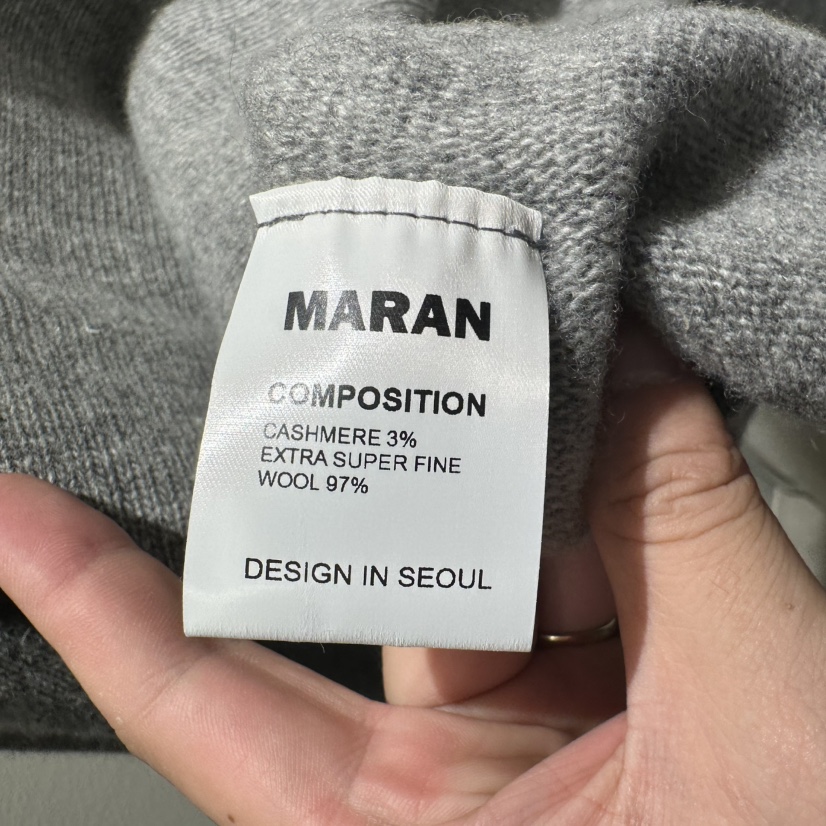 MARAN
COMPOSITION
CASHMERE 3%
EXTRA SUPER FINE
WOOL 97%
DESIGN IN SEOUL